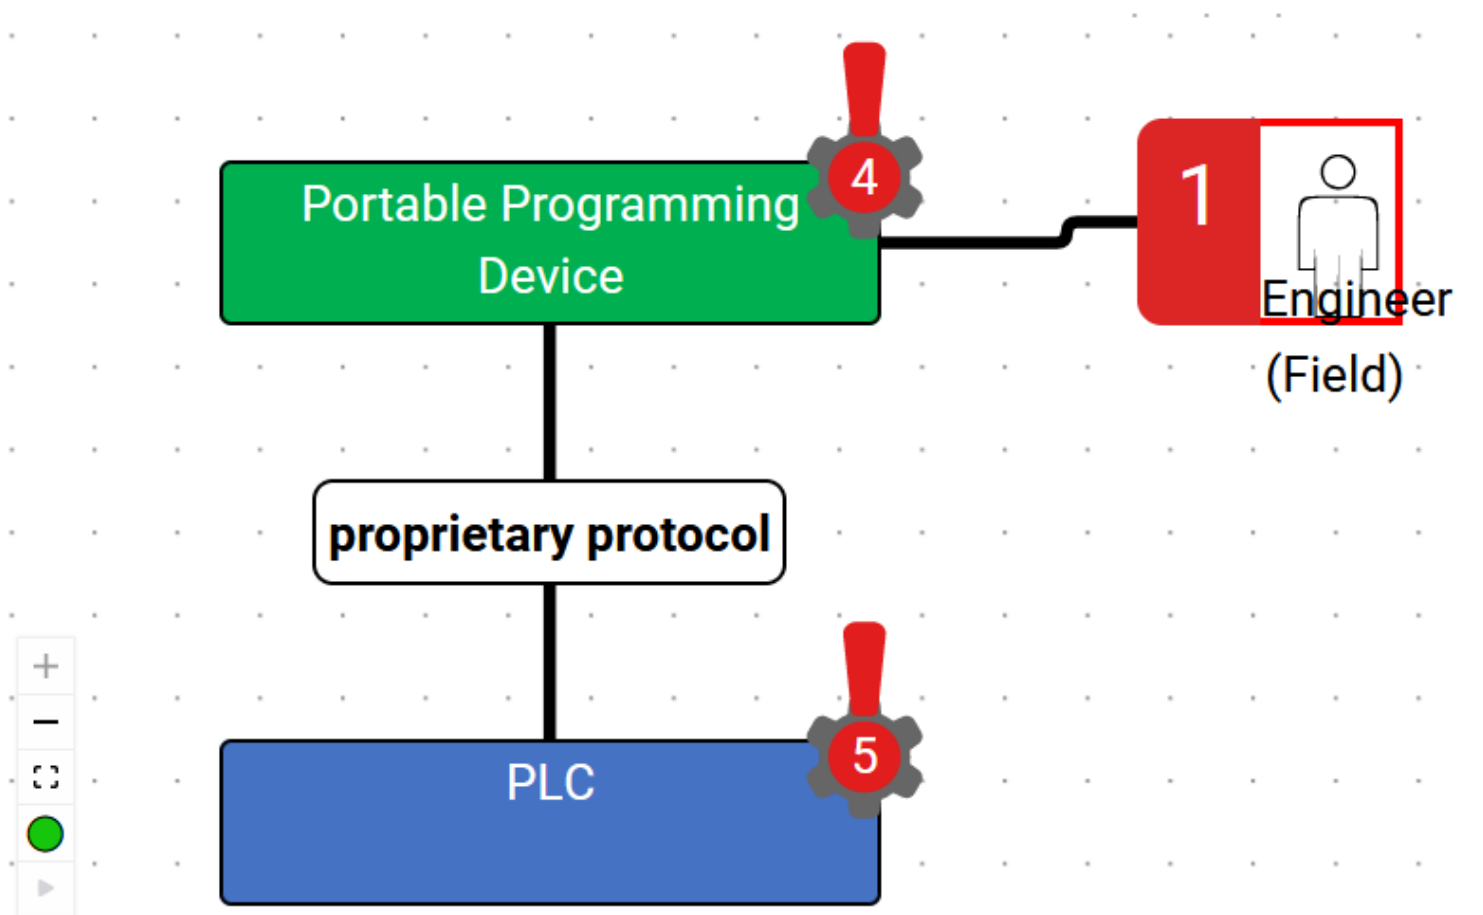 4
Portable Programming
Device
1
Engineer
(Field)
proprietary protocol
5
PLC